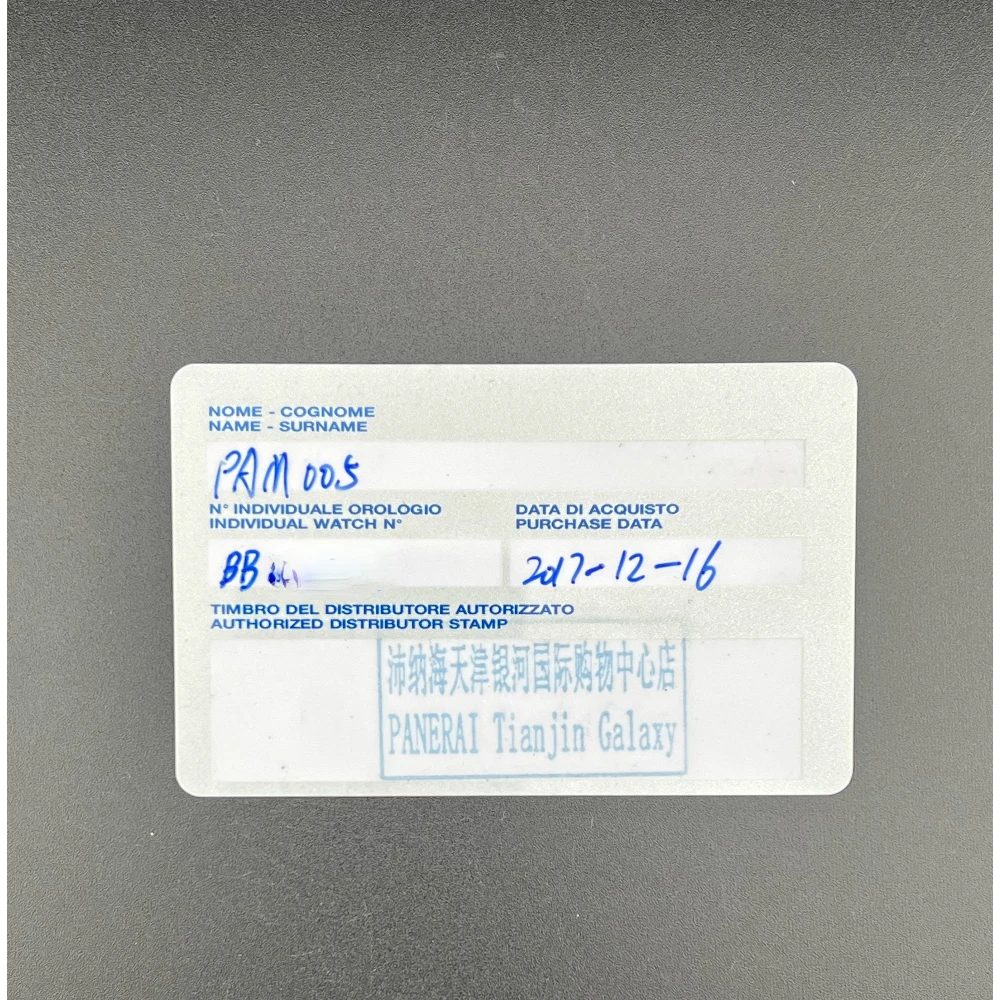 NOME - COGNOME
NAME - SURNAME
PAM 005
N° INDIVIDUALE OROLOGIO
INDIVIDUAL WATCH N°
DATA DI ACQUISTO
PURCHASE DATA
BB
2017-12-16
TIMBRO DEL DISTRIBUTORE AUTORIZZATO
AUTHORIZED DISTRIBUTOR STAMP
沛纳海天津银河国际购物中心店
PANERAI Tianjin Galaxy